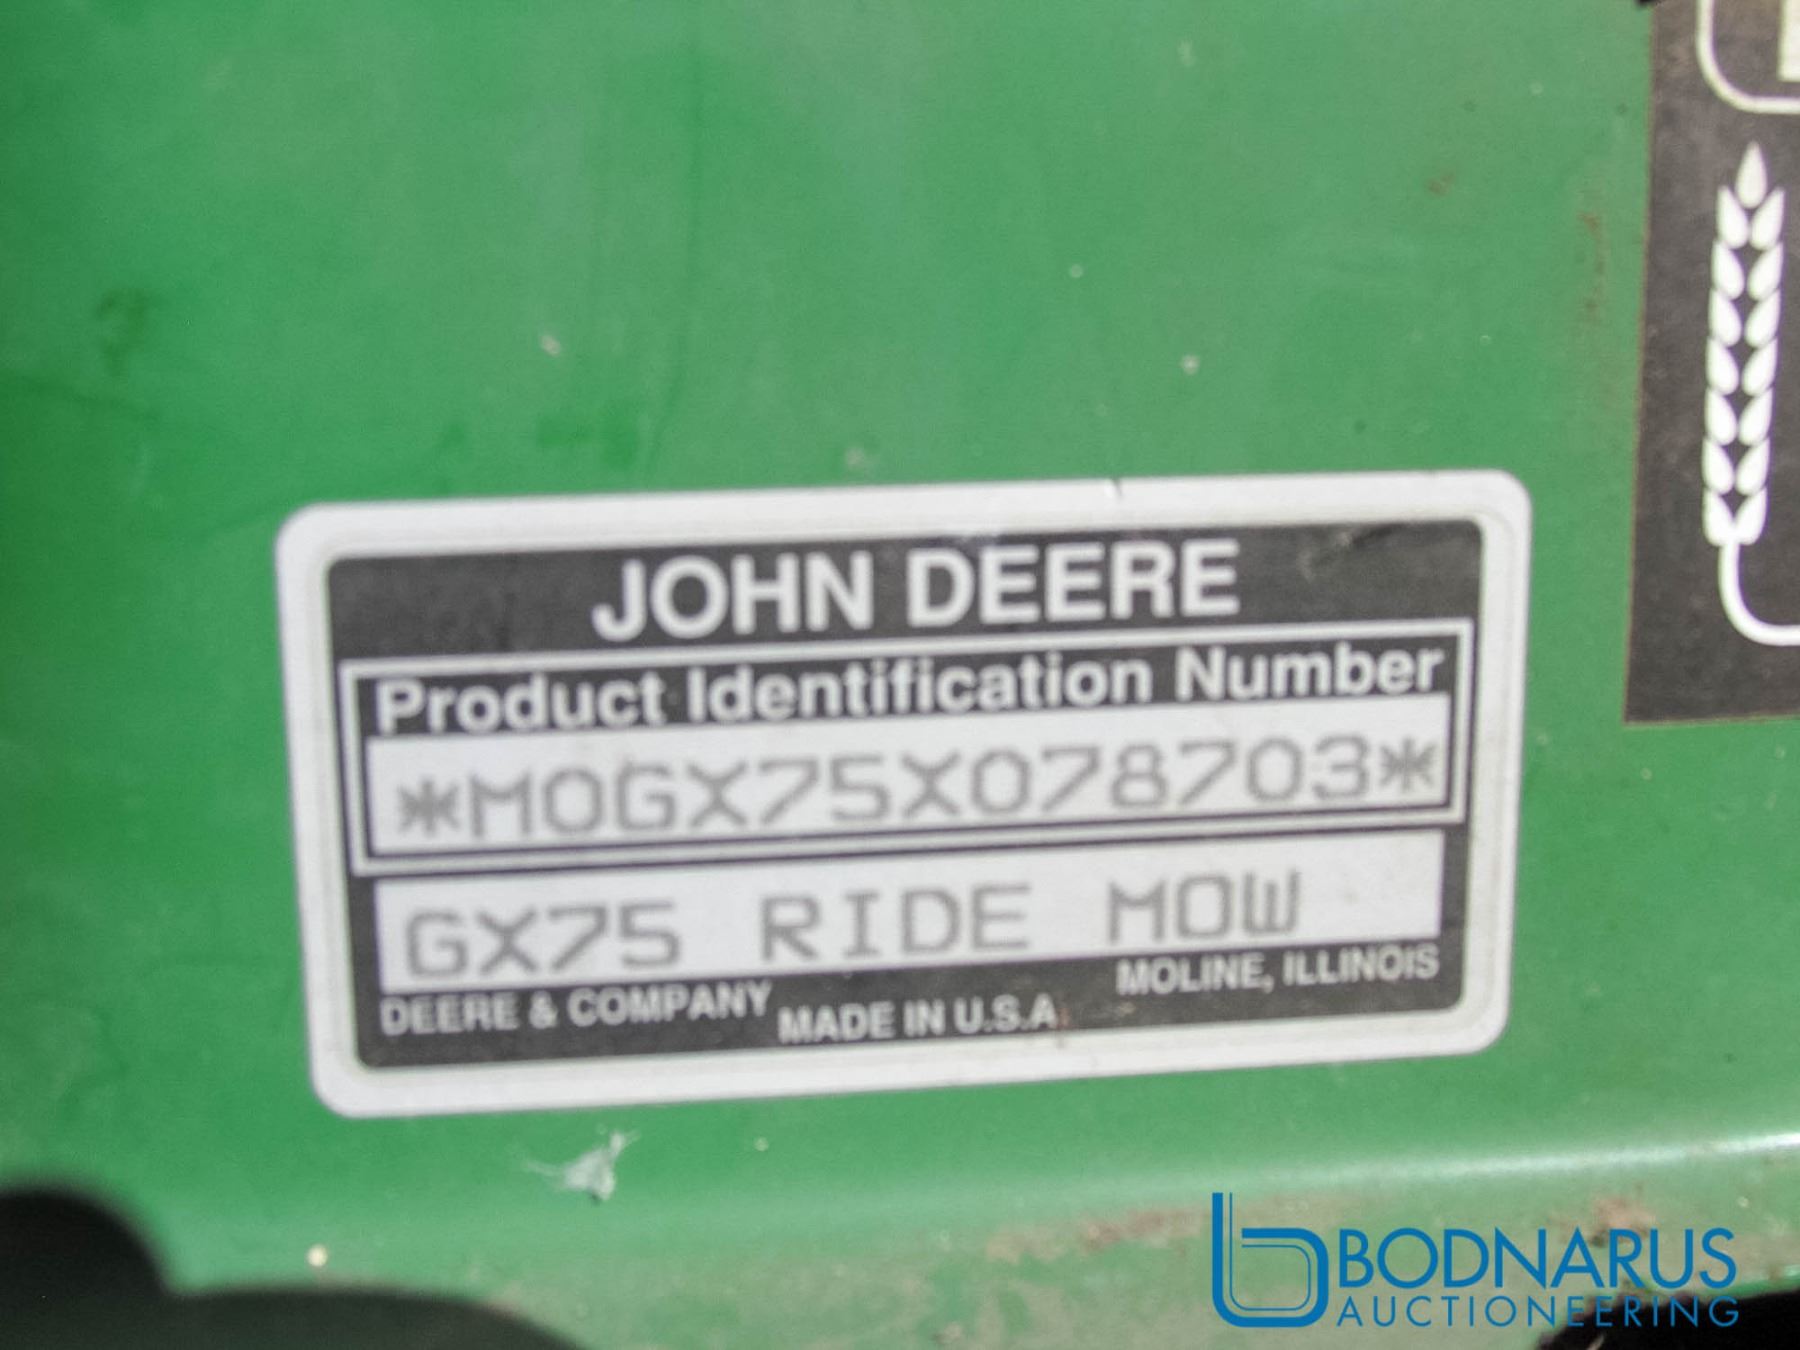 JOHN DEERE
Product Identification Number
*M0GX75X078703*
GX75 RIDE MOW
DEERE & COMPANY MADE IN U.S.A MOLINE, ILLINOIS
BODNARUS
AUCTIONEERING